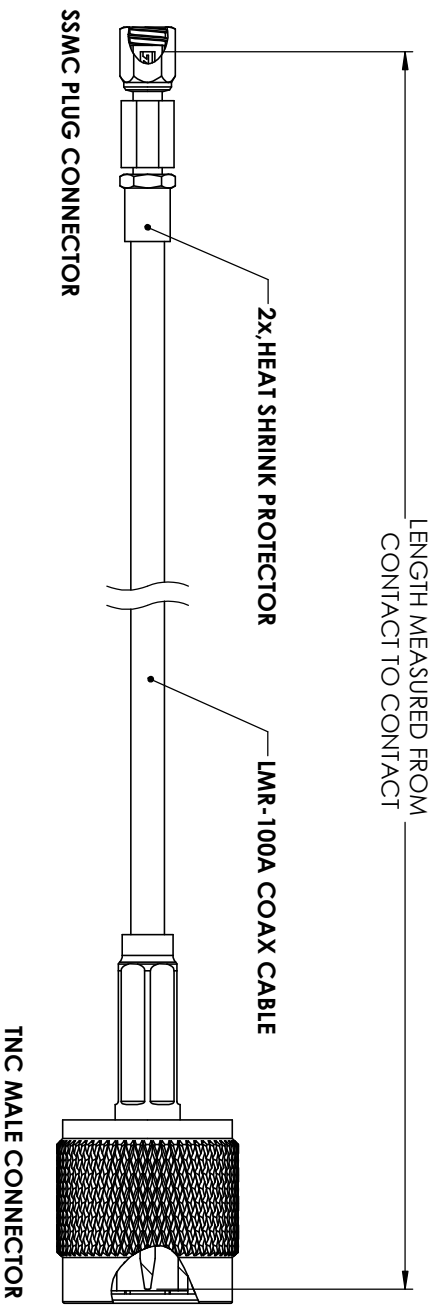 LENGTH MEASURED FROM
CONTACT TO CONTACT
2x,HEAT SHRINK PROTECTOR
LMR-100A COAX CABLE
SSMC PLUG CONNECTOR
TNC MALE CONNECTOR